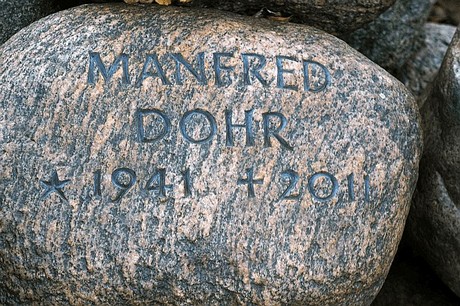 MANFRED
DOHR
* 1941 † 2011